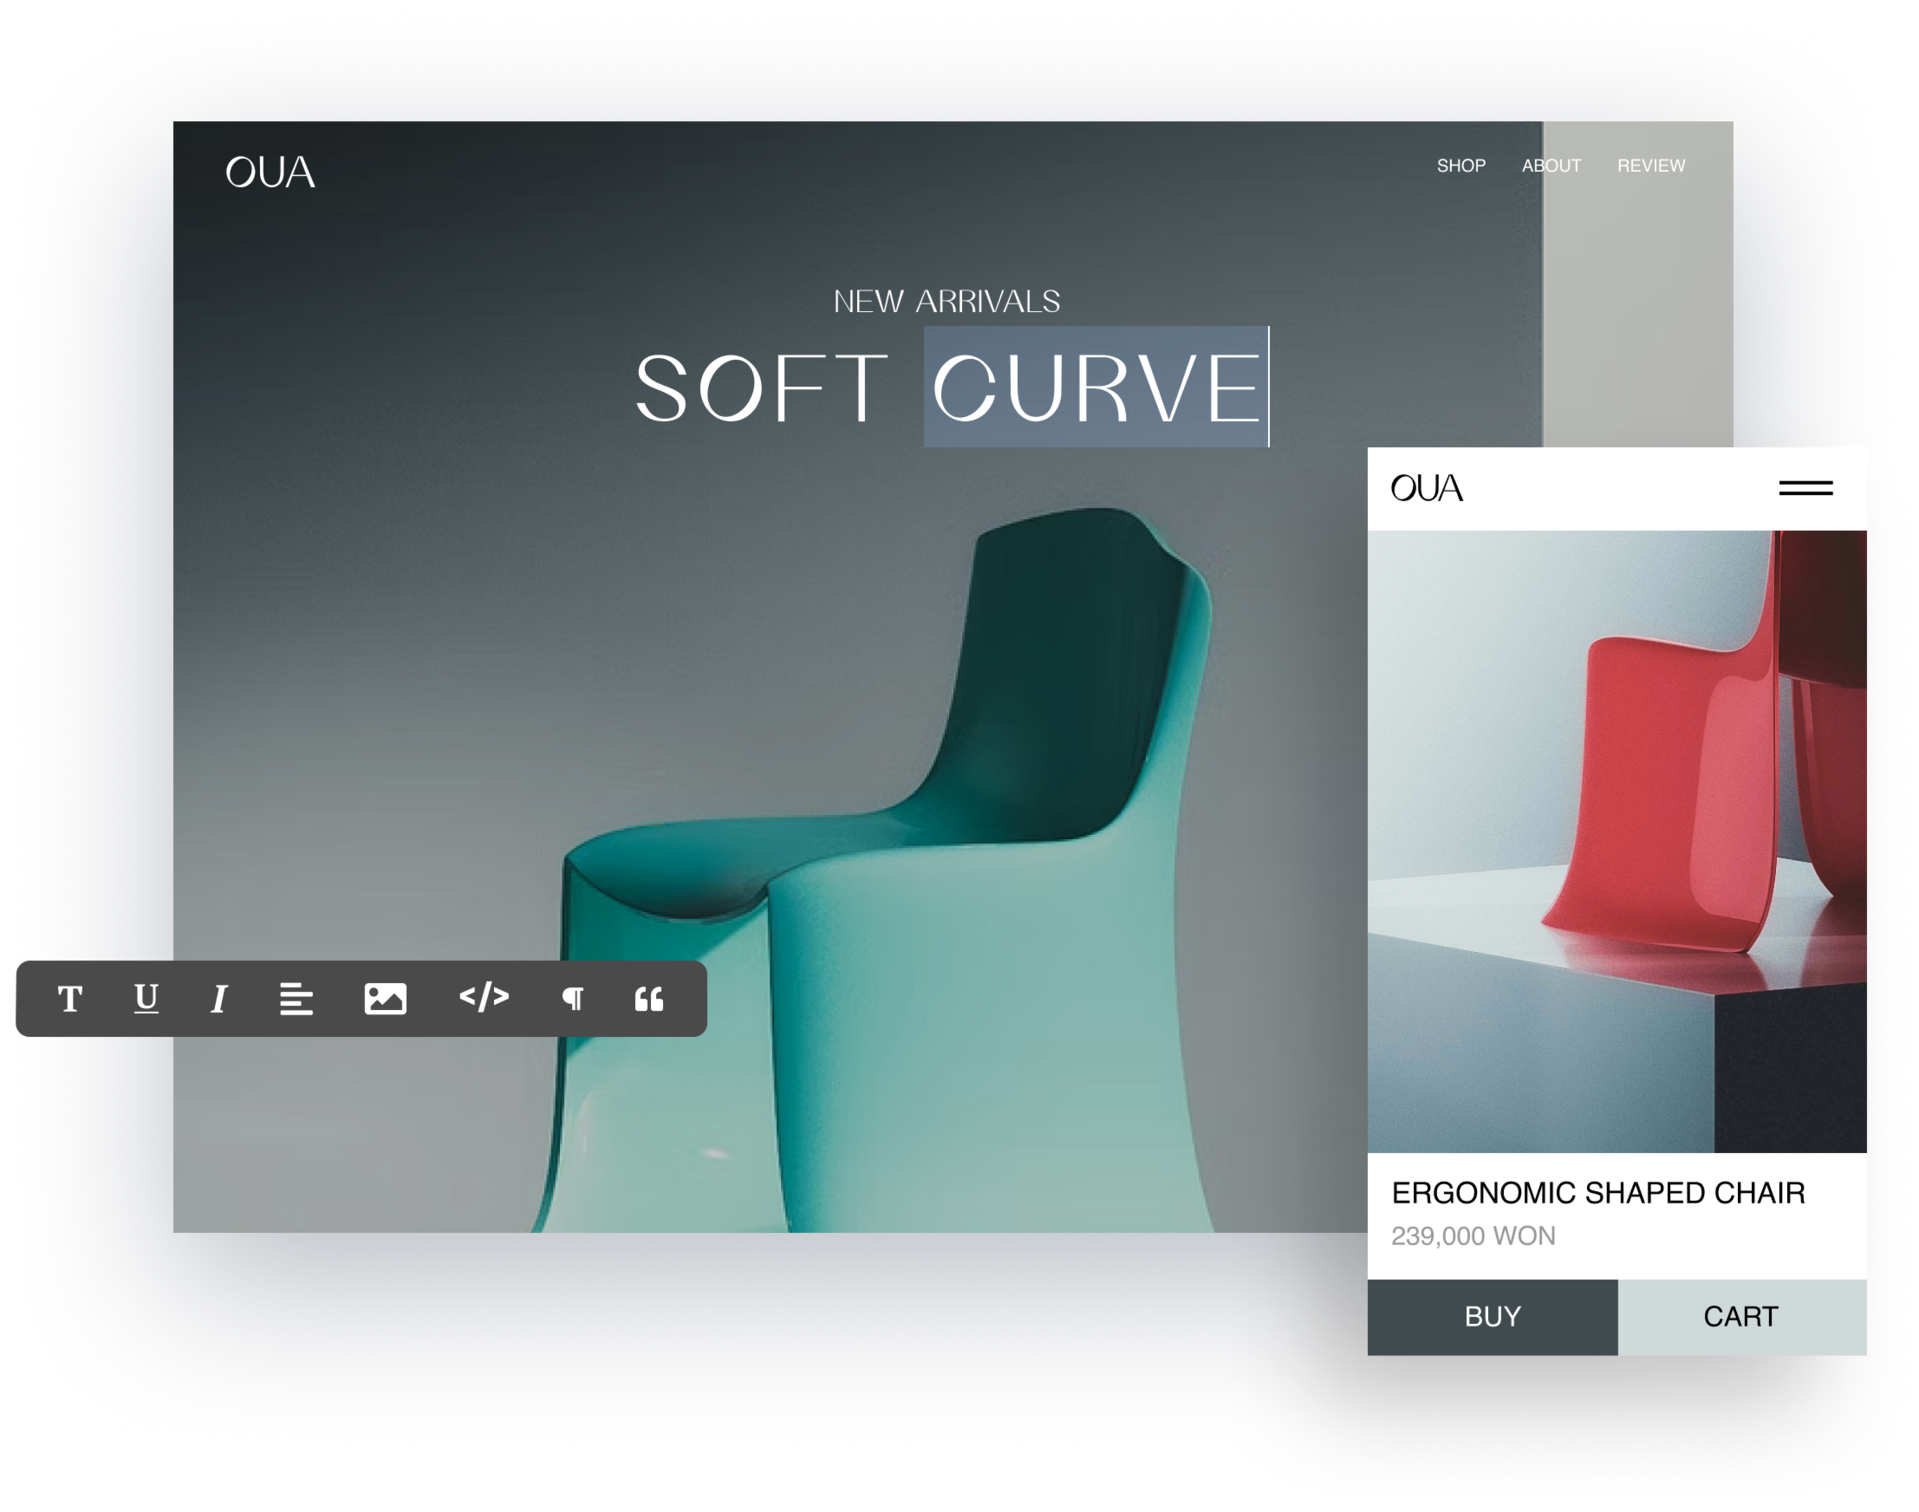 OUA
SHOP ABOUT REVIEW
NEW ARRIVALS
SOFT CURVE
T U I </> ¶ “
OUA
ERGONOMIC SHAPED CHAIR
239,000 WON
BUY CART